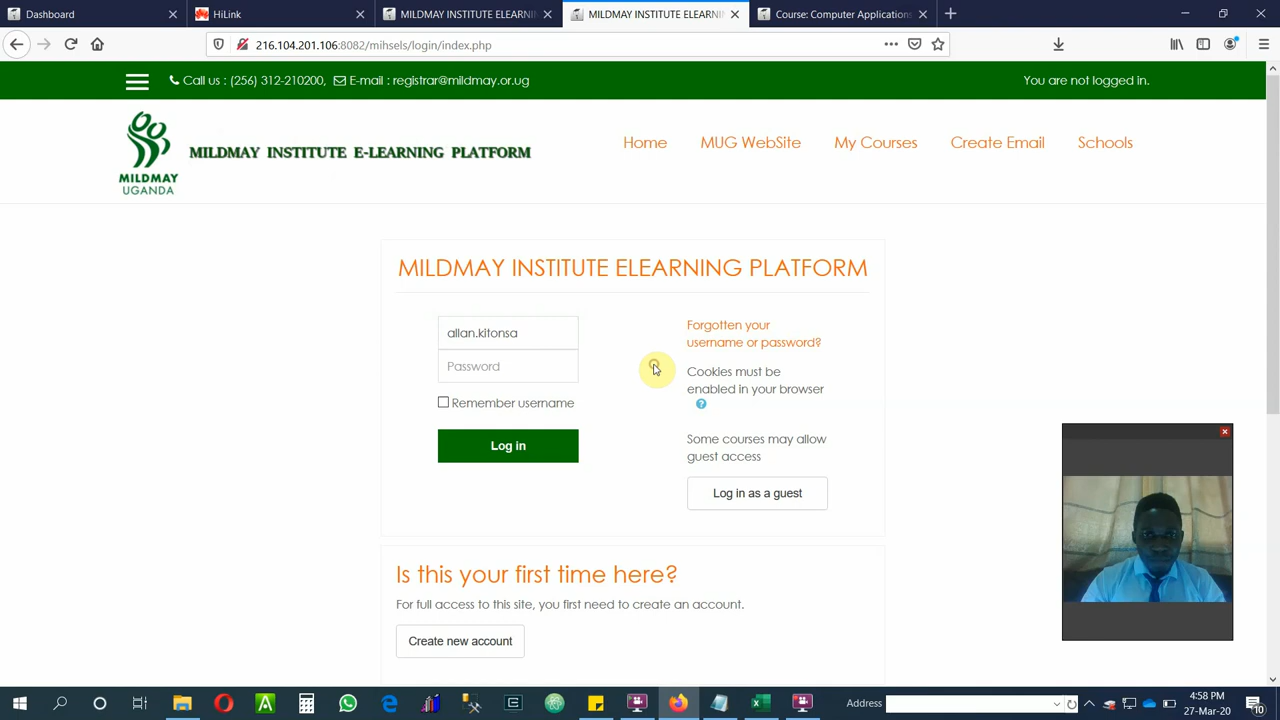 Dashboard
HiLink
MILDMAY INSTITUTE ELEARNIN
MILDMAY INSTITUTE ELEARNIN
Course: Computer Applications
216.104.201.106:8082/mihsels/login/index.php
Call us : (256) 312-210200, E-mail : registrar@mildmay.or.ug
You are not logged in.
MILDMAY
UGANDA
MILDMAY INSTITUTE E-LEARNING PLATFORM
Home
MUG WebSite
My Courses
Create Email
Schools
MILDMAY INSTITUTE ELEARNING PLATFORM
allan.kitonsa
Password
Remember username
Log in
Forgotten your
username or password?
Cookies must be
enabled in your browser
?
Some courses may allow
guest access
Log in as a guest
Is this your first time here?
For full access to this site, you first need to create an account.
Create new account
Address
4:58 PM
27-Mar-20